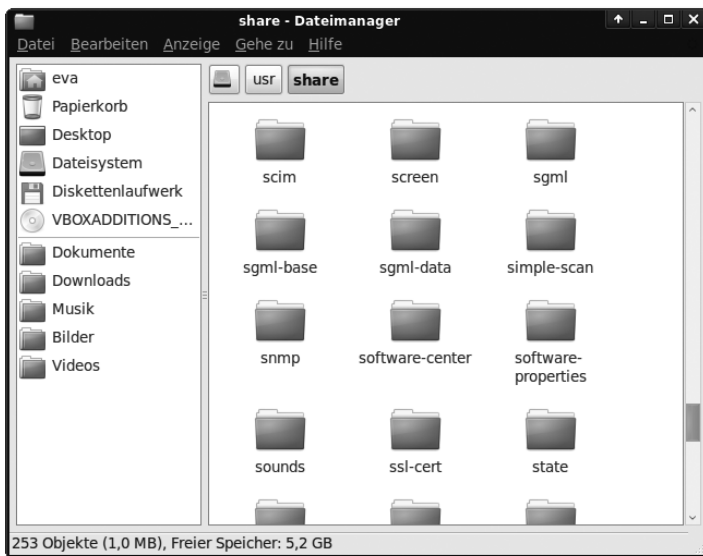 share - Dateimanager
Datei Bearbeiten Anzeige Gehe zu Hilfe
eva
Papierkorb
Desktop
Dateisystem
Diskettenlaufwerk
VBOXADDITIONS_...
Dokumente
Downloads
Musik
Bilder
Videos
usr share
scim screen sgml
sgml-base sgml-data simple-scan
snmp software-center software-
properties
sounds ssl-cert state
253 Objekte (1,0 MB), Freier Speicher: 5,2 GB